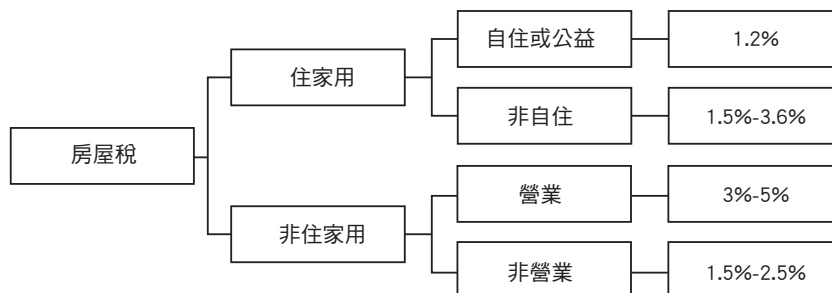 房屋稅
住家用
自住或公益
1.2%
非自住
1.5%-3.6%
非住家用
營業
3%-5%
非營業
1.5%-2.5%